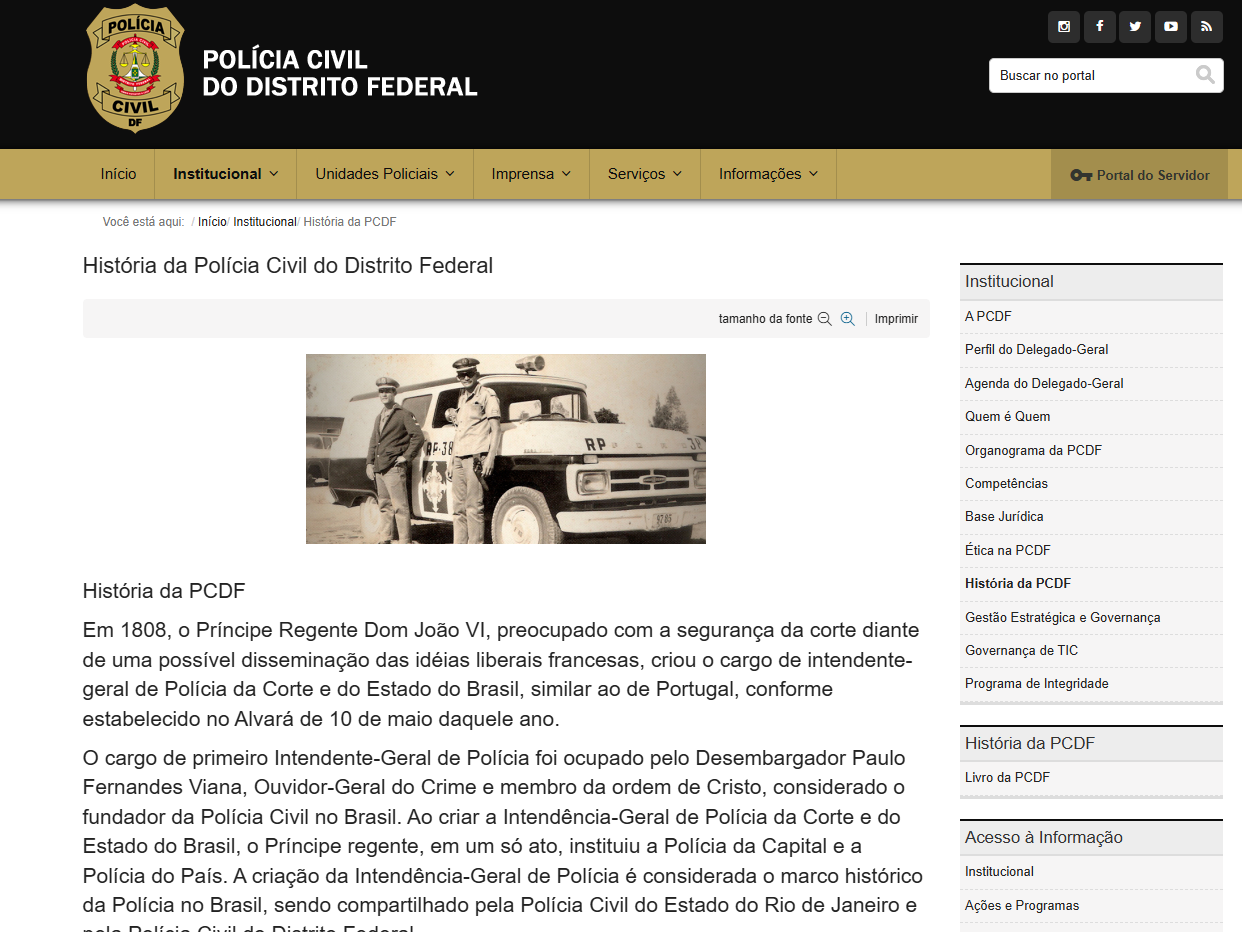 POLÍCIA
CIVIL
DF
POLÍCIA CIVIL
DO DISTRITO FEDERAL
Buscar no portal
Início
Institucional
Unidades Policiais
Imprensa
Serviços
Informações
Portal do Servidor
Você está aqui: / Início/ Institucional/ História da PCDF
História da Polícia Civil do Distrito Federal
tamanho da fonte
Imprimir
RP-38
RP
38
História da PCDF
Em 1808, o Príncipe Regente Dom João VI, preocupado com a segurança da corte diante
de uma possível disseminação das idéias liberais francesas, criou o cargo de intendente-
geral de Polícia da Corte e do Estado do Brasil, similar ao de Portugal, conforme
estabelecido no Alvará de 10 de maio daquele ano.
O cargo de primeiro Intendente-Geral de Polícia foi ocupado pelo Desembargador Paulo
Fernandes Viana, Ouvidor-Geral do Crime e membro da ordem de Cristo, considerado o
fundador da Polícia Civil no Brasil. Ao criar a Intendência-Geral de Polícia da Corte e do
Estado do Brasil, o Príncipe regente, em um só ato, instituiu a Polícia da Capital e a
Polícia do País. A criação da Intendência-Geral de Polícia é considerada o marco histórico
da Polícia no Brasil, sendo compartilhado pela Polícia Civil do Estado do Rio de Janeiro e
pela Polícia Civil do Distrito Federal.
Institucional
A PCDF
Perfil do Delegado-Geral
Agenda do Delegado-Geral
Quem é Quem
Organograma da PCDF
Competências
Base Jurídica
Ética na PCDF
História da PCDF
Gestão Estratégica e Governança
Governança de TIC
Programa de Integridade
História da PCDF
Livro da PCDF
Acesso à Informação
Institucional
Ações e Programas